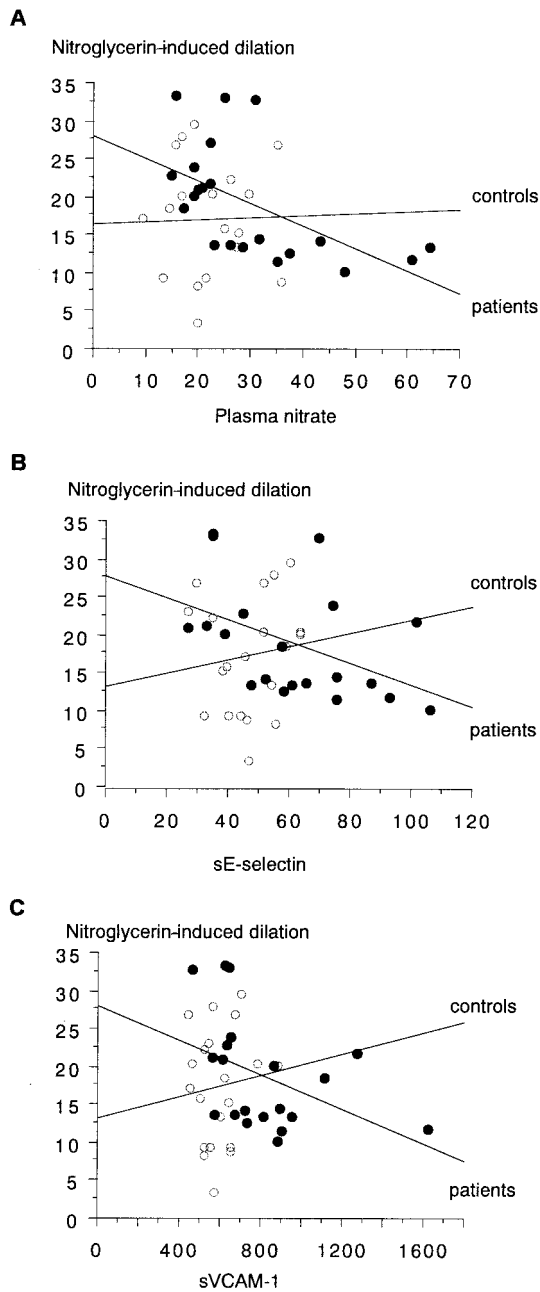 A
Nitroglycerin-induced dilation
35
30
25
20
15
10
5
0
controls
patients
0 10 20 30 40 50 60 70
Plasma nitrate
B
Nitroglycerin-induced dilation
35
30
25
20
15
10
5
0
controls
patients
0 20 40 60 80 100 120
sE-selectin
C
Nitroglycerin-induced dilation
35
30
25
20
15
10
5
0
controls
patients
0 400 800 1200 1600
sVCAM-1